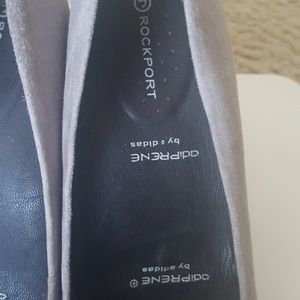 ROCKPORT
adiPRENE
by adidas
adiPRENE+
by adidas